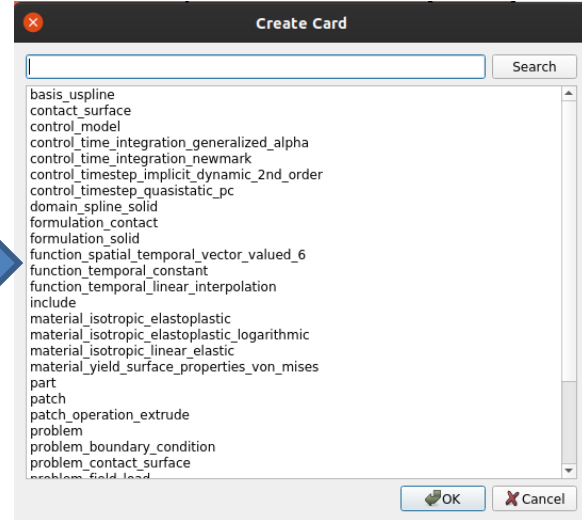 Create Card
Search
basis_uspline
contact_surface
control_model
control_time_integration_generalized_alpha
control_time_integration_newmark
control_timestep_implicit_dynamic_2nd_order
control_timestep_quasistatic_pc
domain_spline_solid
formulation_contact
formulation_solid
function_spatial_temporal_vector_valued_6
function_temporal_constant
function_temporal_linear_interpolation
include
material_isotropic_elastoplastic
material_isotropic_elastoplastic_logarithmic
material_isotropic_linear_elastic
material_yield_surface_properties_von_mises
part
patch
patch_operation_extrude
problem
problem_boundary_condition
problem_contact_surface
problem_field_load
OK Cancel